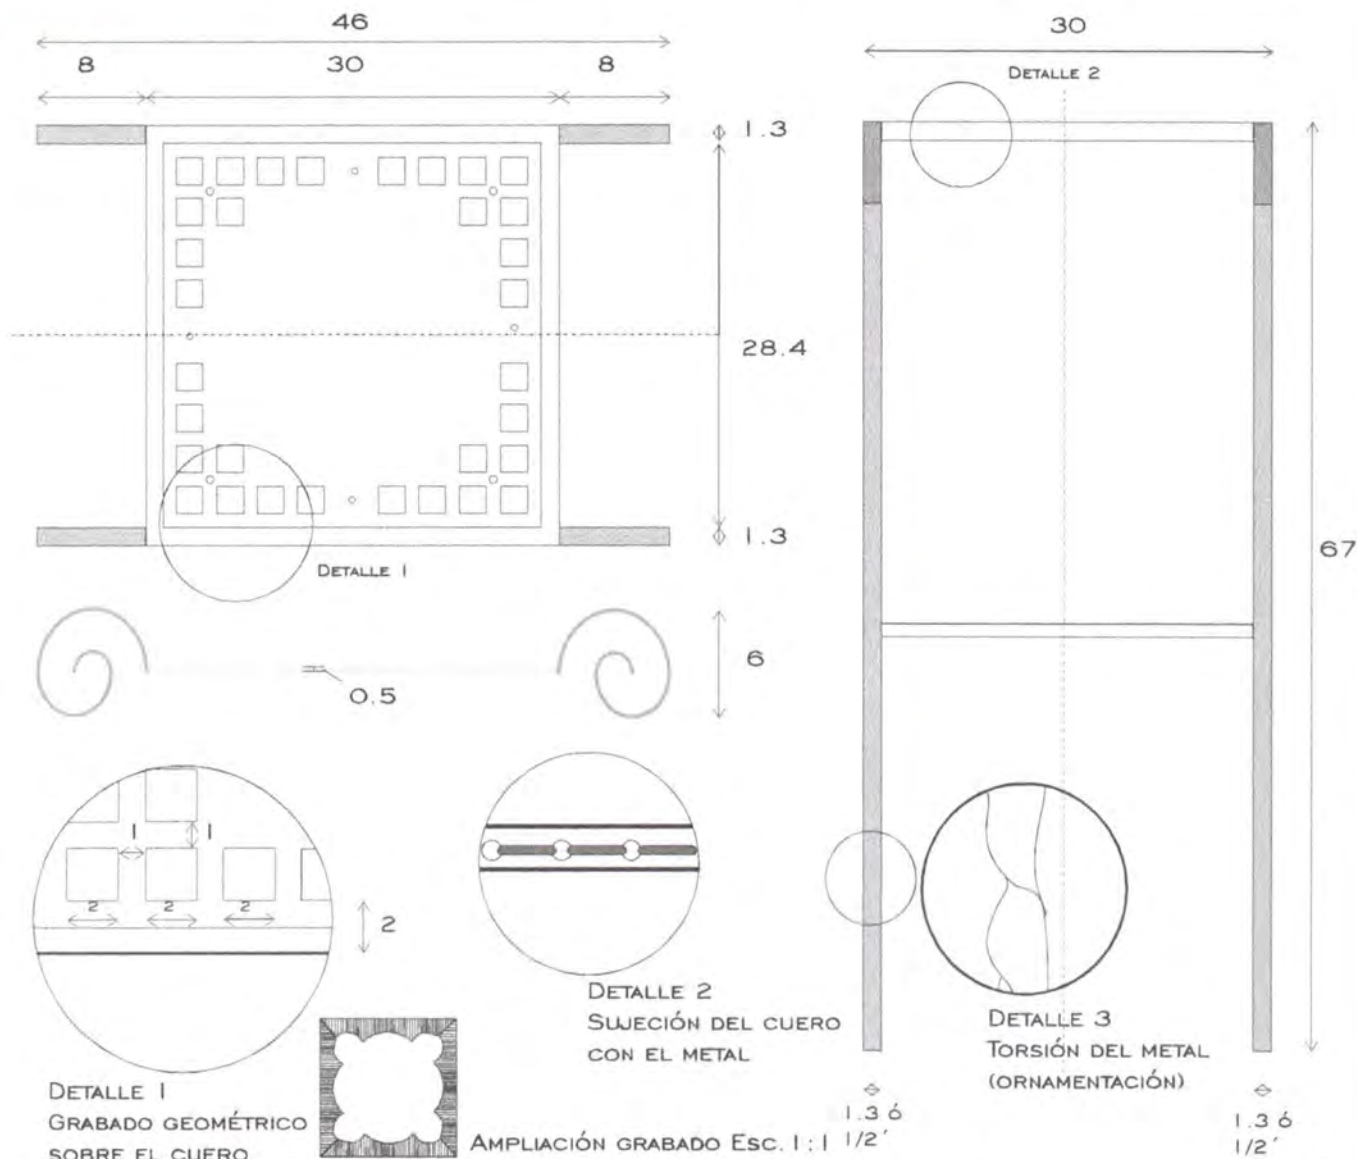 46
8 30 8
1.3
28.4
1.3
DETALLE 1
6
0.5
30
DETALLE 2
67
1 1
2 2 2
2
DETALLE 1
GRABADO GEOMÉTRICO
SOBRE EL CUERO
AMPLIACIÓN GRABADO ESC. 1:1
DETALLE 2
SUJECIÓN DEL CUERO
CON EL METAL
DETALLE 3
TORSIÓN DEL METAL
(ORNAMENTACIÓN)
1.3 ó
1/2´
1.3 ó
1/2´